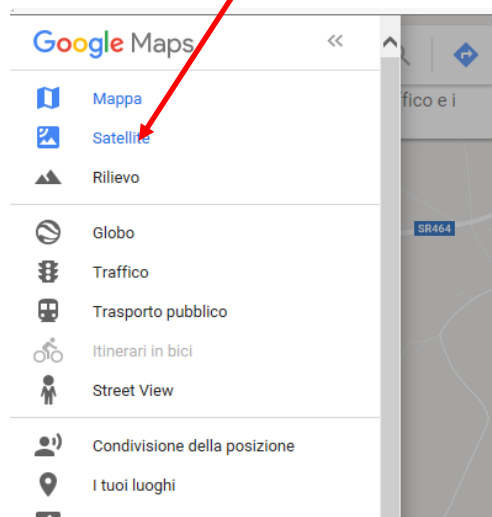 Google Maps
Mappa
fico e i
Satellite
Rilievo
Globo
SR464
Traffico
Trasporto pubblico
Itinerari in bici
Street View
Condivisione della posizione
I tuoi luoghi